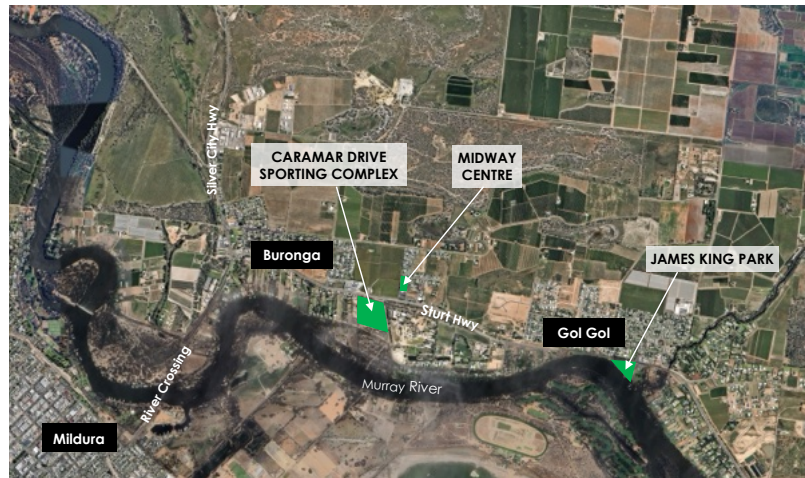 Silver City Hwy
CARAMAR DRIVE
SPORTING COMPLEX
MIDWAY
CENTRE
Buronga
JAMES KING PARK
Sturt Hwy
Gol Gol
River Crossing
Murray River
Mildura